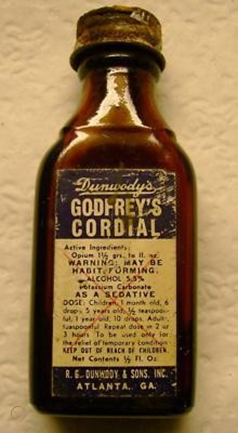 Dunwody's
GODFREY'S
CORDIAL
Active Ingredients:
Opium 1½ grs. to fl. oz.
WARNING: MAY BE
HABIT FORMING.
ALCOHOL 5.5%
Potassium Carbonate
AS A SEDATIVE
DOSE: Children, 1 month old, 6
drops; 5 years old, ½ teaspoon-
ful; 1 year old, 10 drops. Adults,
teaspoonful. Repeat dose in 2 or
3 hours. To be used only for
the relief of temporary condition.
KEEP OUT OF REACH OF CHILDREN.
Net Contents ½ Fl. Oz.
R. G. DUNWODY & SONS, INC.
ATLANTA, GA.